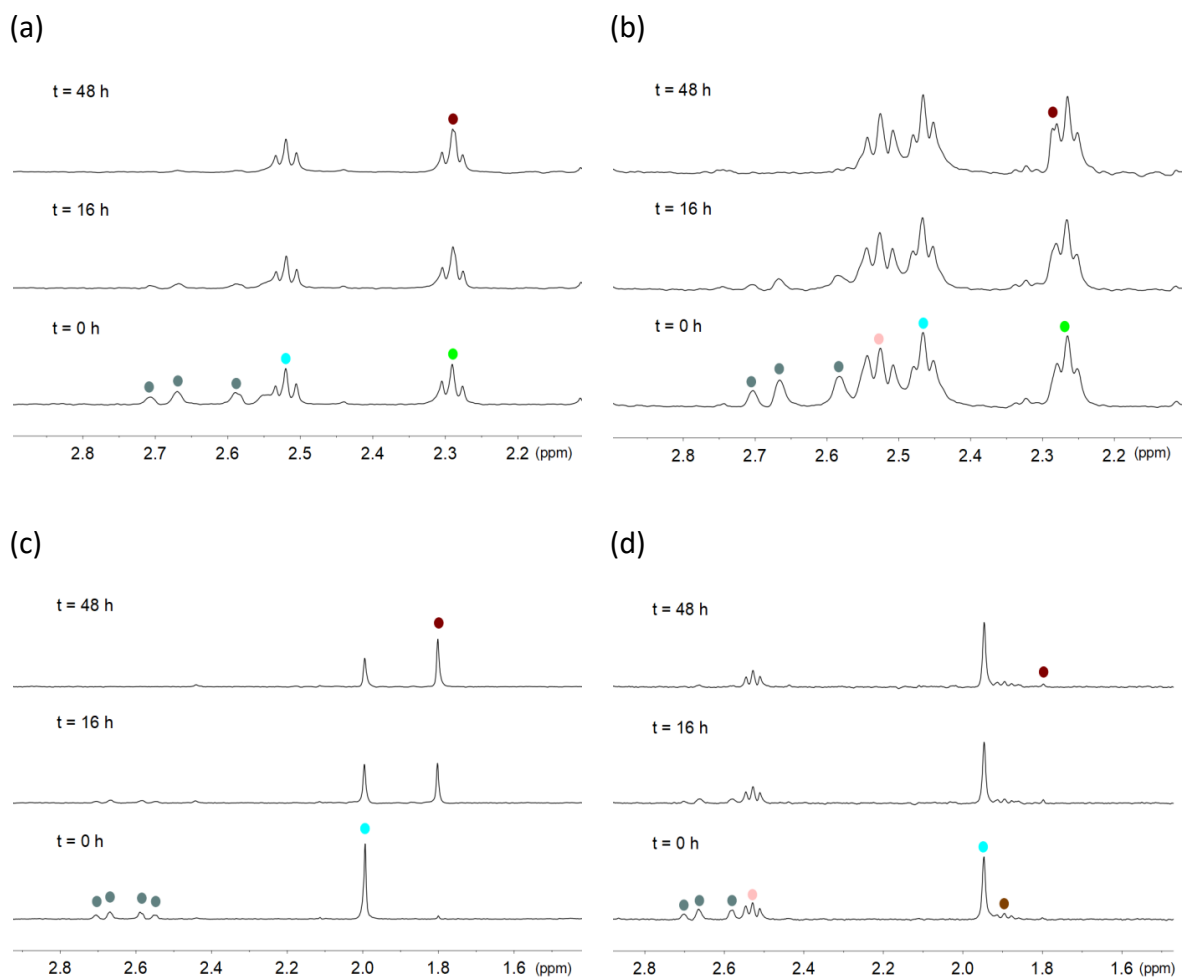 (a)
t = 48 h
t = 16 h
t = 0 h
2.8 2.7 2.6 2.5 2.4 2.3 2.2 (ppm)
(b)
t = 48 h
t = 16 h
t = 0 h
2.8 2.7 2.6 2.5 2.4 2.3 2.2 (ppm)
(c)
t = 48 h
t = 16 h
t = 0 h
2.8 2.6 2.4 2.2 2.0 1.8 1.6 (ppm)
(d)
t = 48 h
t = 16 h
t = 0 h
2.8 2.6 2.4 2.2 2.0 1.8 1.6 (ppm)